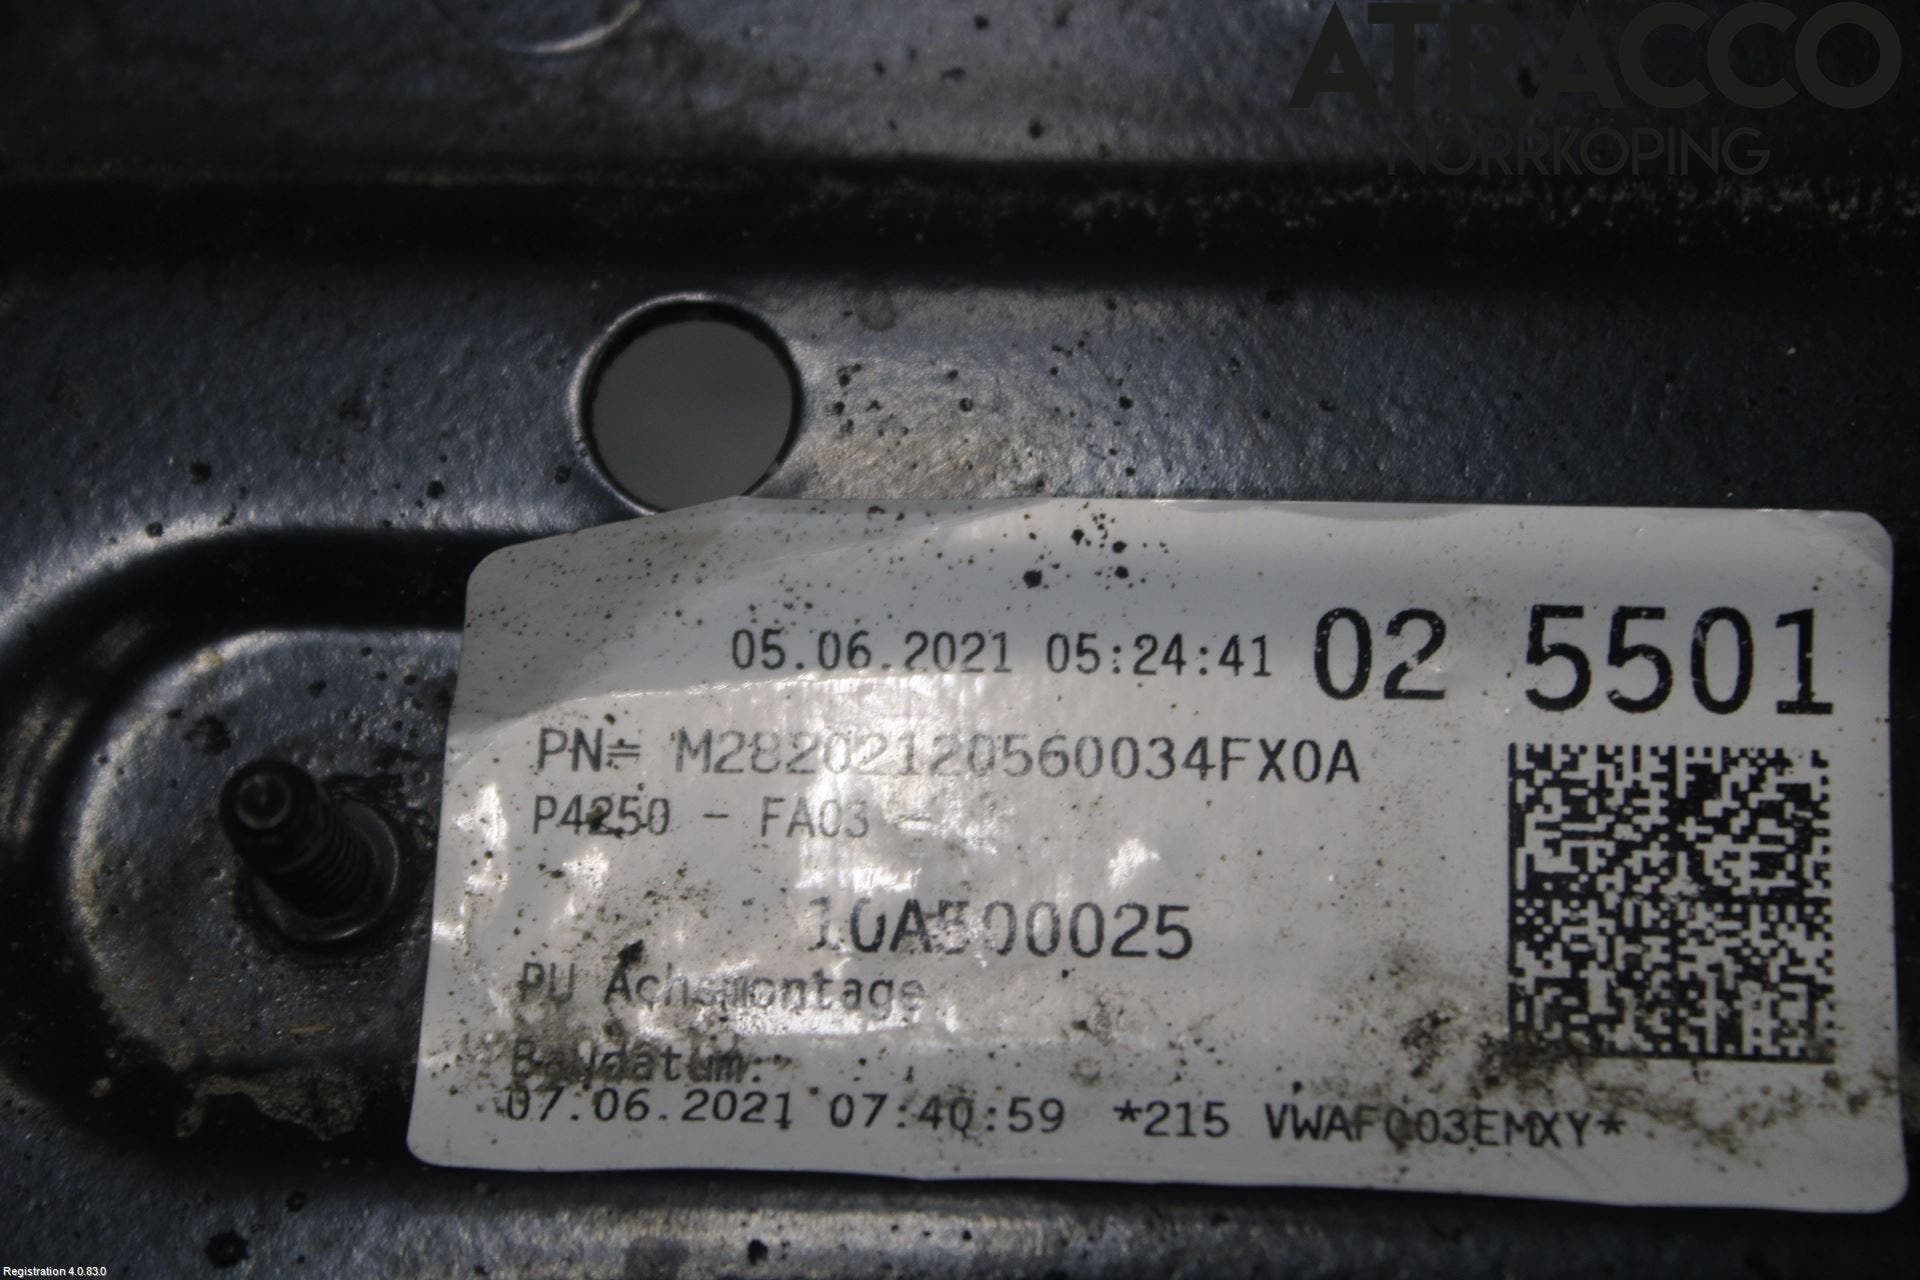 ATRACCO
NORRKÖPING
05.06.2021 05:24:41 02 5501
PN= M28202120560034FX0A
P4250 - FA03 -
10A500025
PU Achsmontage
Baudatum:
07.06.2021 07:40:59 *215 VWAF003EMXY*
Registration 4.0.83.0